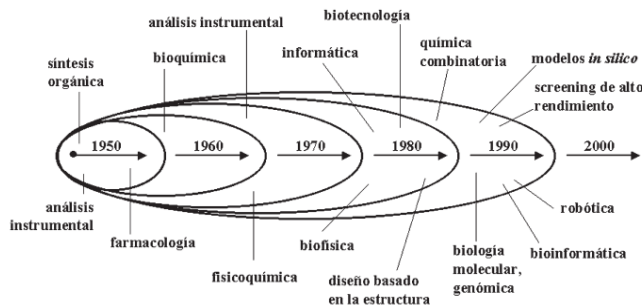 análisis instrumental
biotecnología
síntesis
orgánica
bioquímica
informática
química
combinatoria
modelos in silico
screening de alto
rendimiento
1950
1960
1970
1980
1990
2000
análisis
instrumental
farmacología
fisicoquímica
biofísica
diseño basado
en la estructura
biología
molecular,
genómica
robótica
bioinformática